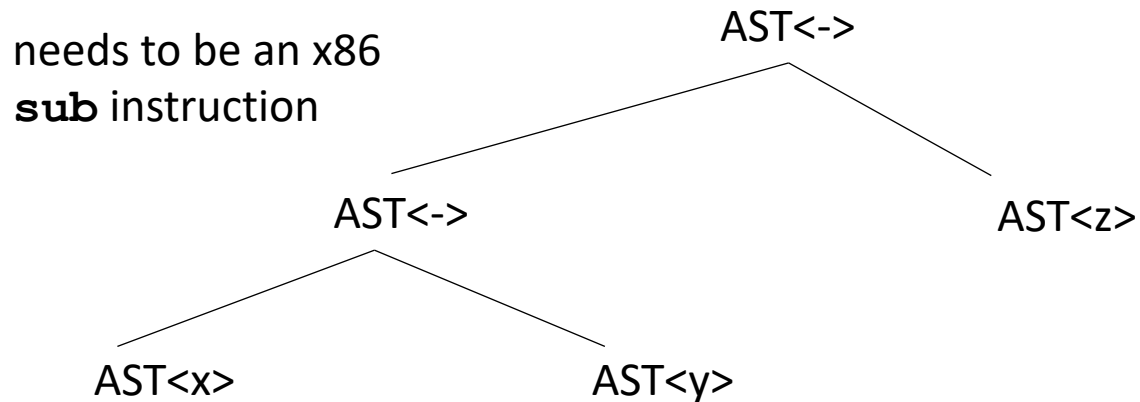 AST<->
needs to be an x86
sub instruction
AST<->
AST<z>
AST<x>
AST<y>